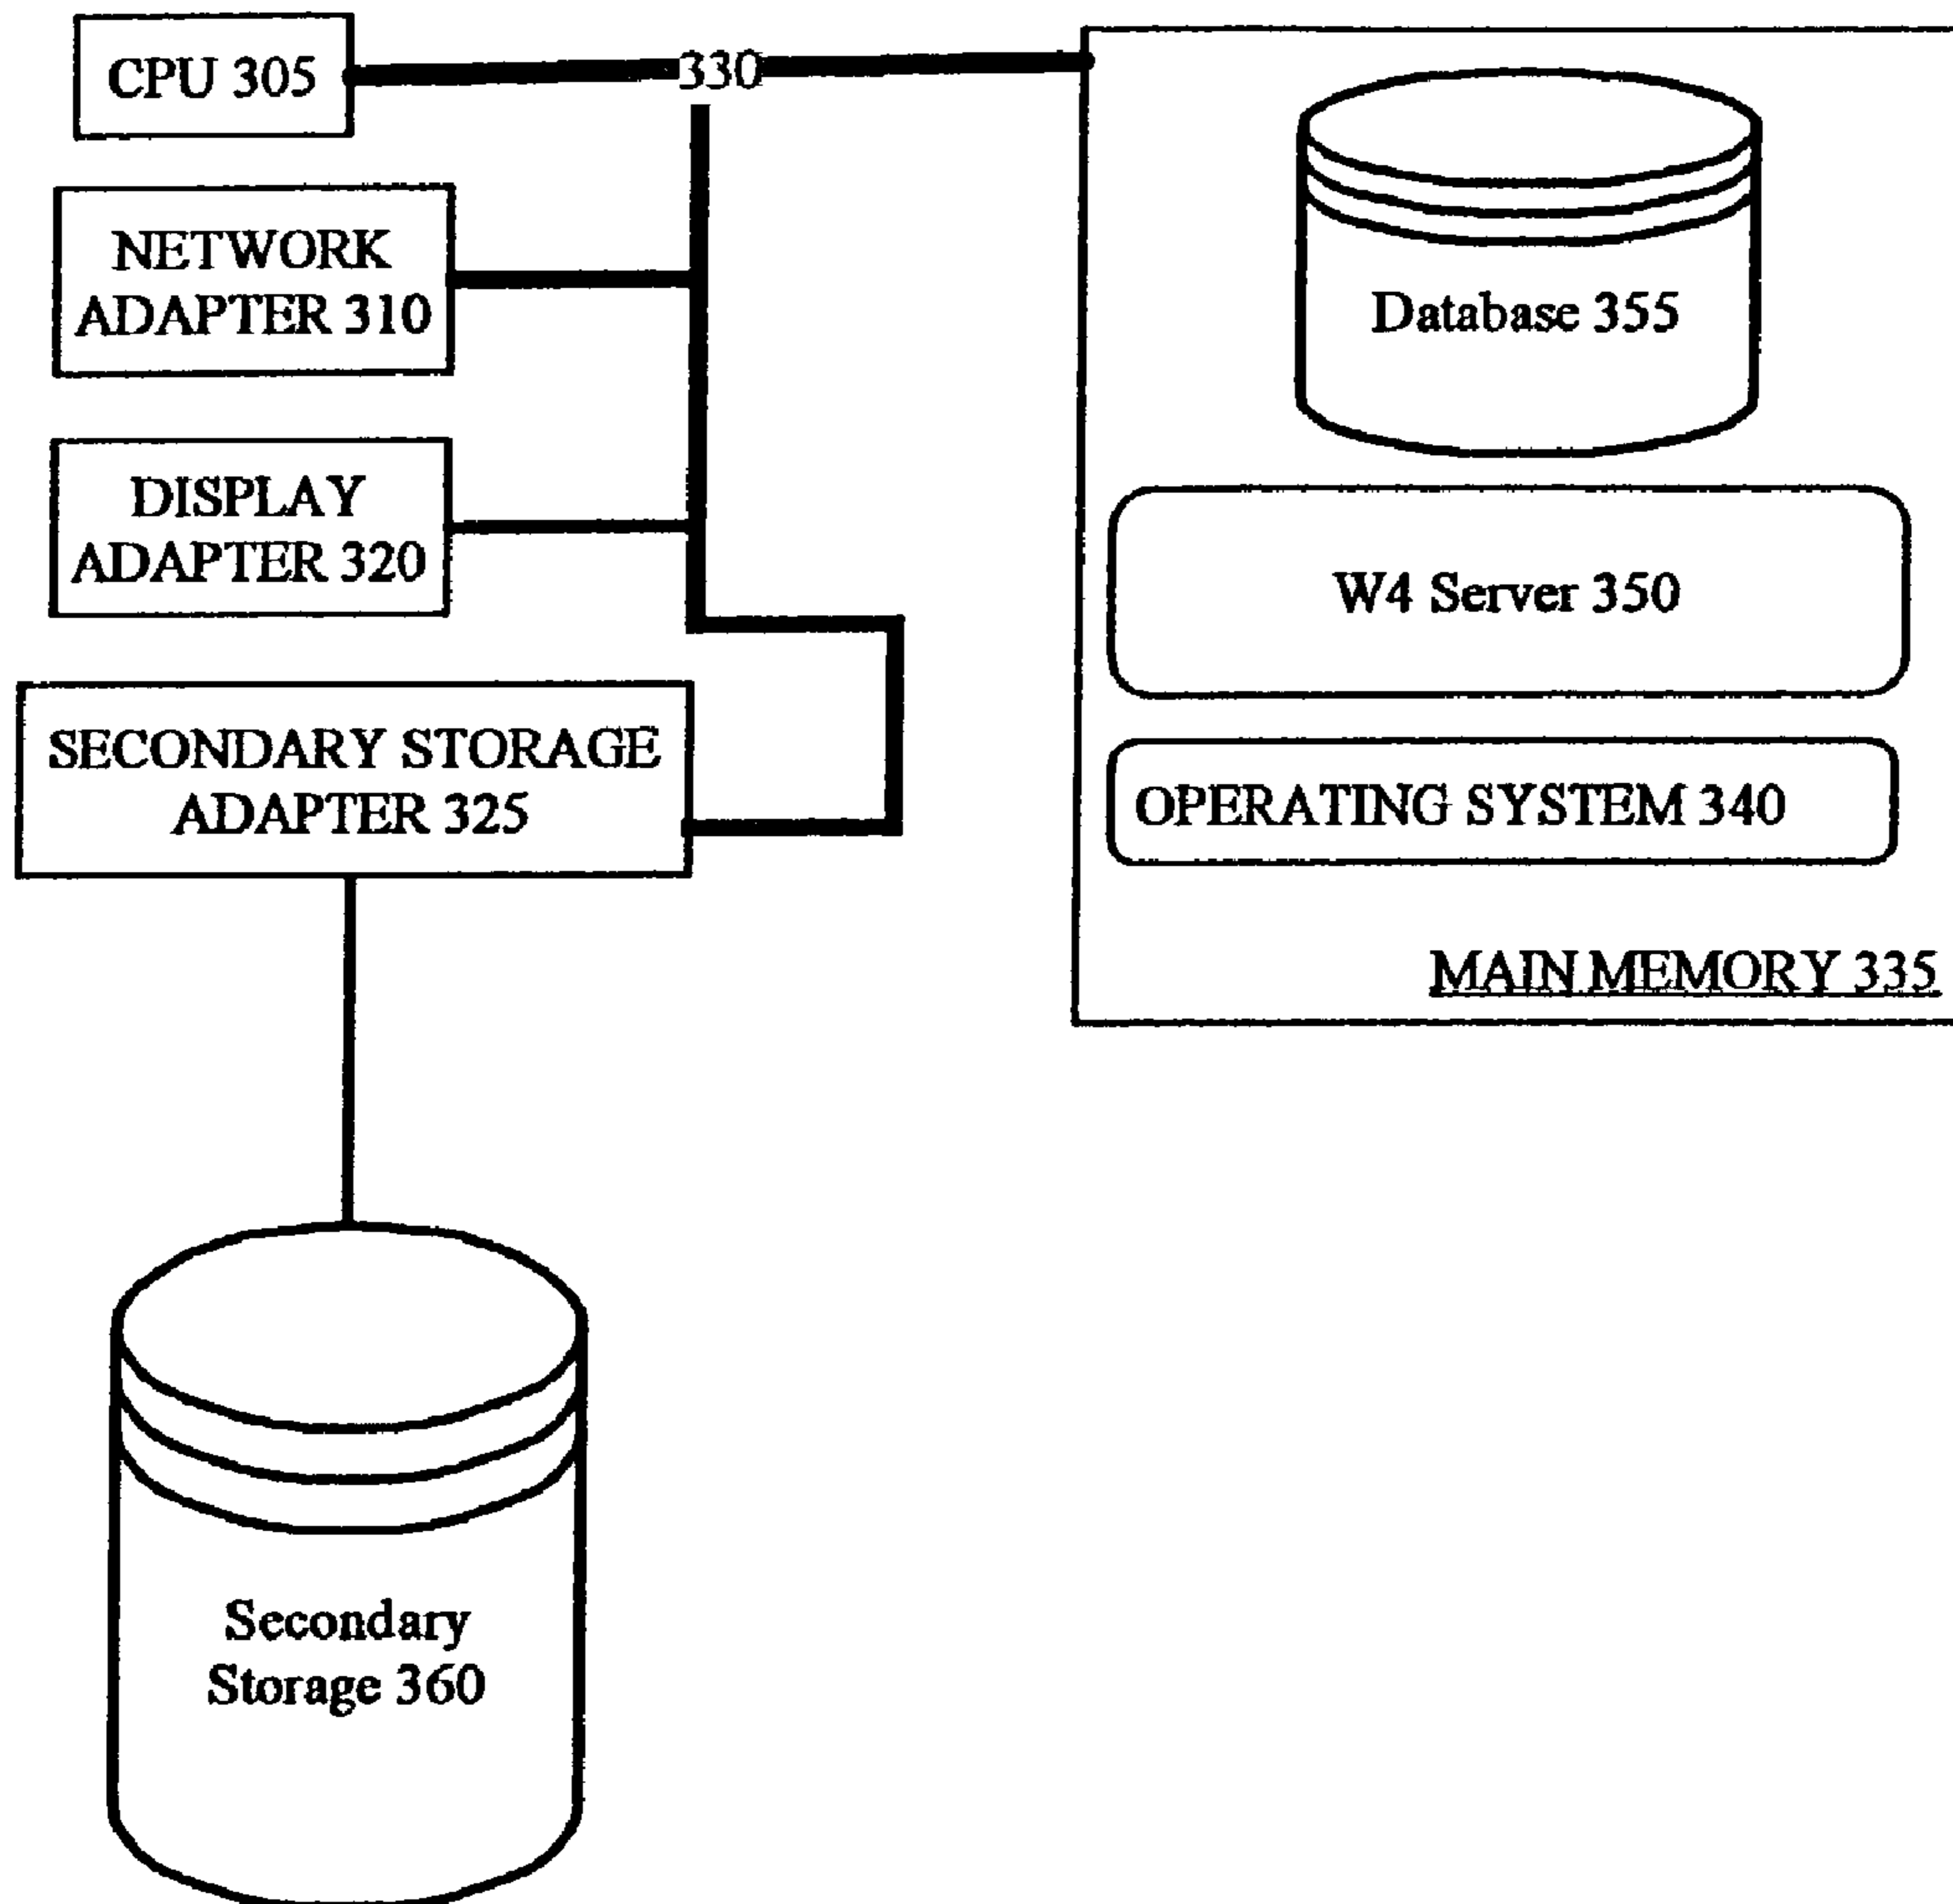 CPU 305
330
NETWORK
ADAPTER 310
DISPLAY
ADAPTER 320
SECONDARY STORAGE
ADAPTER 325
Secondary
Storage 360
Database 355
W4 Server 350
OPERATING SYSTEM 340
MAIN MEMORY 335